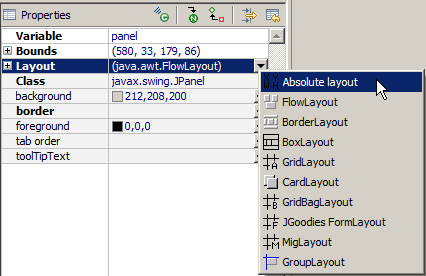 Properties
Variable panel
Bounds (580, 33, 179, 86)
Layout (java.awt.FlowLayout)
Class javax.swing.JPanel
background 212,208,200
border
foreground 0,0,0
tab order
toolTipText
Absolute layout
FlowLayout
BorderLayout
BoxLayout
GridLayout
CardLayout
GridBagLayout
JGoodies FormLayout
MigLayout
GroupLayout